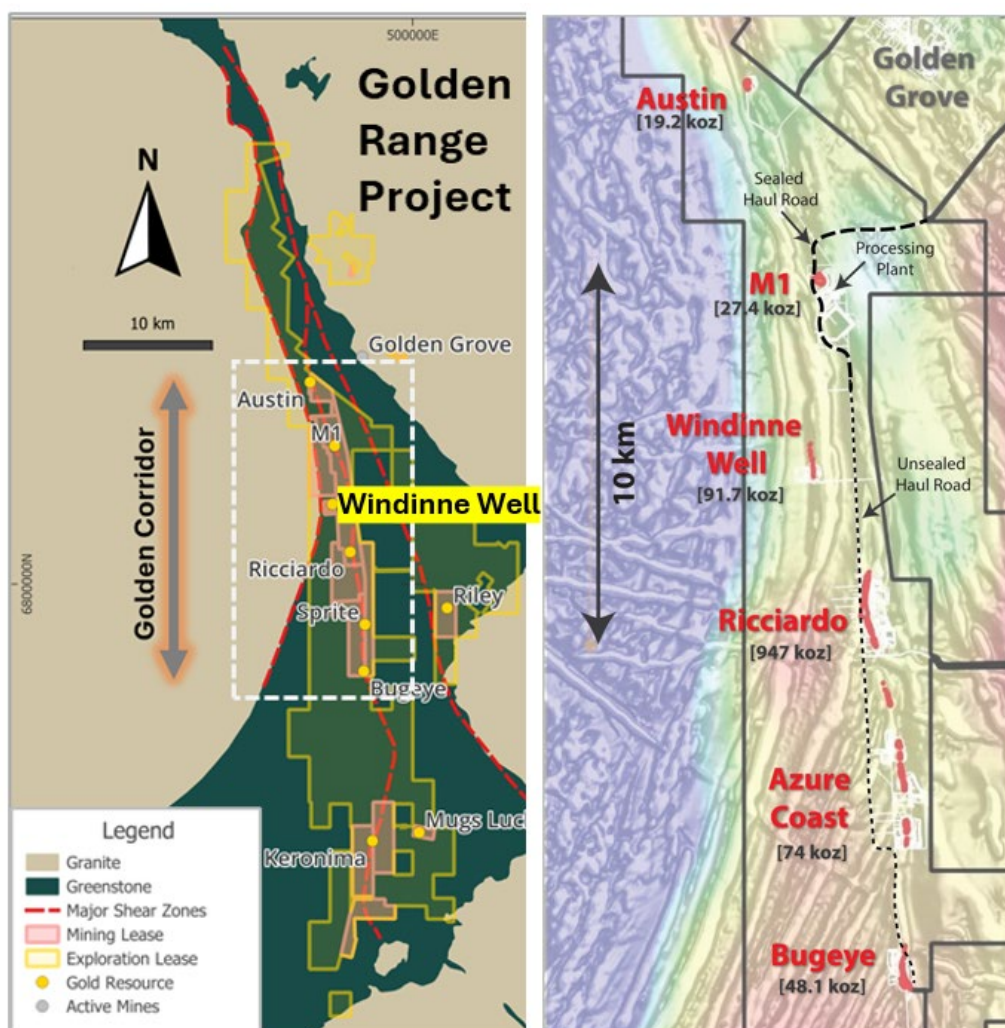 500000E
Golden
Range
Project
N
10 km
Golden Grove
Austin
M1
Windinne Well
Golden Corridor
6800000N
Ricciardo
Sprite
Riley
Bugeye
Mugs Luck
Keronima
Legend
Granite
Greenstone
Major Shear Zones
Mining Lease
Exploration Lease
Gold Resource
Active Mines
Golden
Grove
Austin
[19.2 koz]
Sealed
Haul Road
Processing
Plant
M1
[27.4 koz]
10 km
Windinne
Well
[91.7 koz]
Unsealed
Haul Road
Ricciardo
[947 koz]
Azure
Coast
[74 koz]
Bugeye
[48.1 koz]